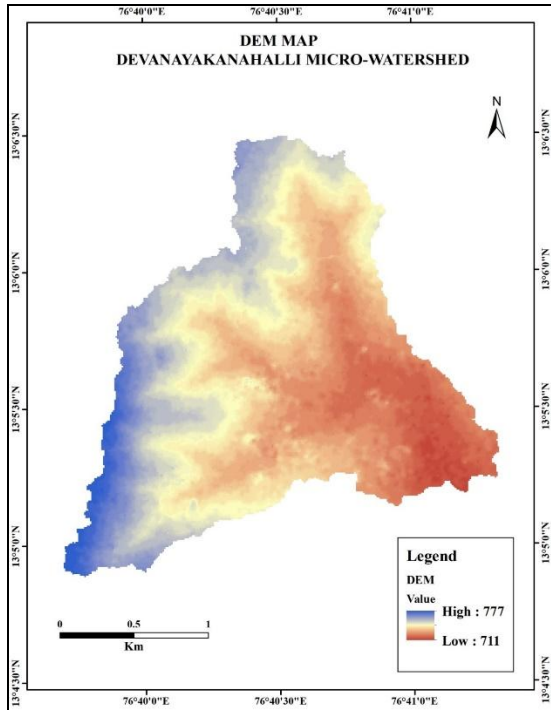 76°40'0"E
76°40'30"E
76°41'0"E
DEM MAP
DEVANAYAKANAHALLI MICRO-WATERSHED
N
13°6'30"N
13°6'30"N
13°6'0"N
13°6'0"N
13°5'30"N
13°5'30"N
13°5'0"N
13°5'0"N
13°4'30"N
13°4'30"N
Legend
DEM
Value
High : 777
Low : 711
0 0.5 1
Km
76°40'0"E
76°40'30"E
76°41'0"E